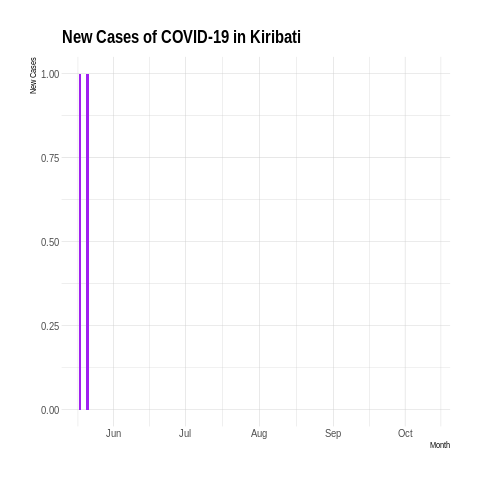 New Cases of COVID-19 in Kiribati
New Cases
1.00
0.75
0.50
0.25
0.00
Jun Jul Aug Sep Oct
Month